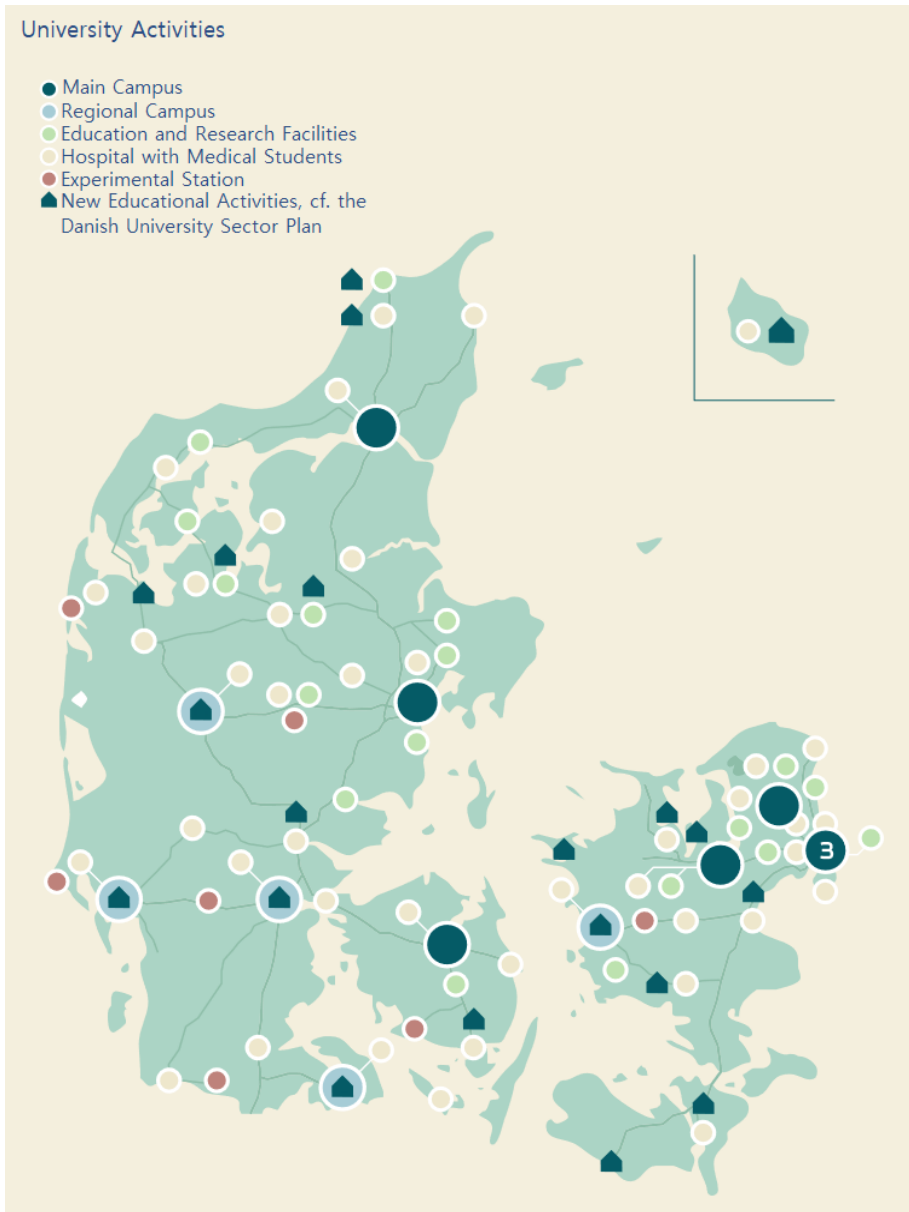 University Activities
Main Campus
Regional Campus
Education and Research Facilities
Hospital with Medical Students
Experimental Station
New Educational Activities, cf. the
Danish University Sector Plan
3